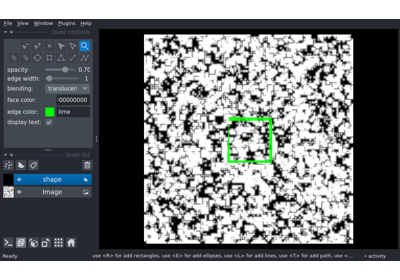 File View Window Plugins Help
layer controls
opacity: 0.70
edge width: 1
blending: translucen
face color: 00000000
edge color: lime
display text:
layer list
shape
Image
Ready
use <R> for add rectangles, use <E> for add ellipses, use <L> for add lines, use <T> for add path, use <...
activity